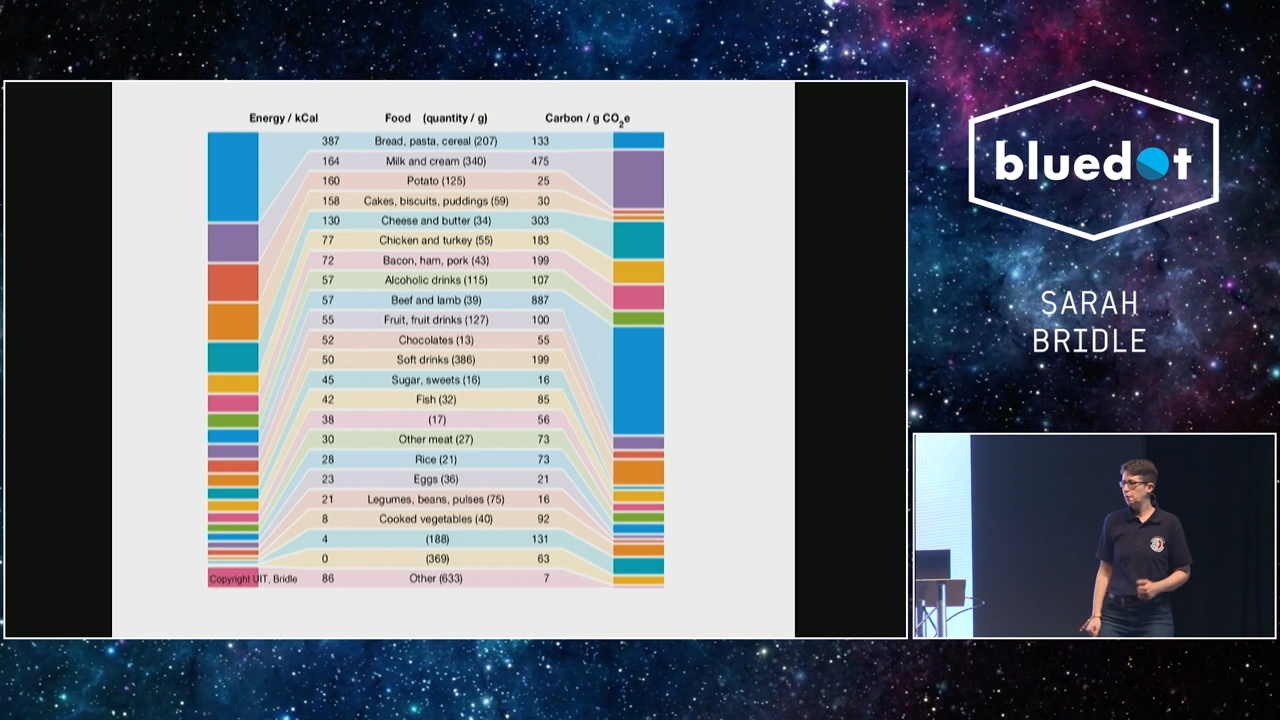 Energy / kCal Food (quantity / g) Carbon / g CO2e
387 Bread, pasta, cereal (207) 133
164 Milk and cream (340) 475
160 Potato (125) 25
158 Cakes, biscuits, puddings (59) 30
130 Cheese and butter (34) 303
77 Chicken and turkey (55) 183
72 Bacon, ham, pork (43) 199
57 Alcoholic drinks (115) 107
57 Beef and lamb (39) 887
55 Fruit, fruit drinks (127) 100
52 Chocolates (13) 55
50 Soft drinks (386) 199
45 Sugar, sweets (16) 16
42 Fish (32) 85
38 (17) 56
30 Other meat (27) 73
28 Rice (21) 73
23 Eggs (36) 21
21 Legumes, beans, pulses (75) 16
8 Cooked vegetables (40) 92
4 (188) 131
0 (369) 63
Copyright UIT, Bridle 86 Other (633) 7
bluedot
SARAH
BRIDLE